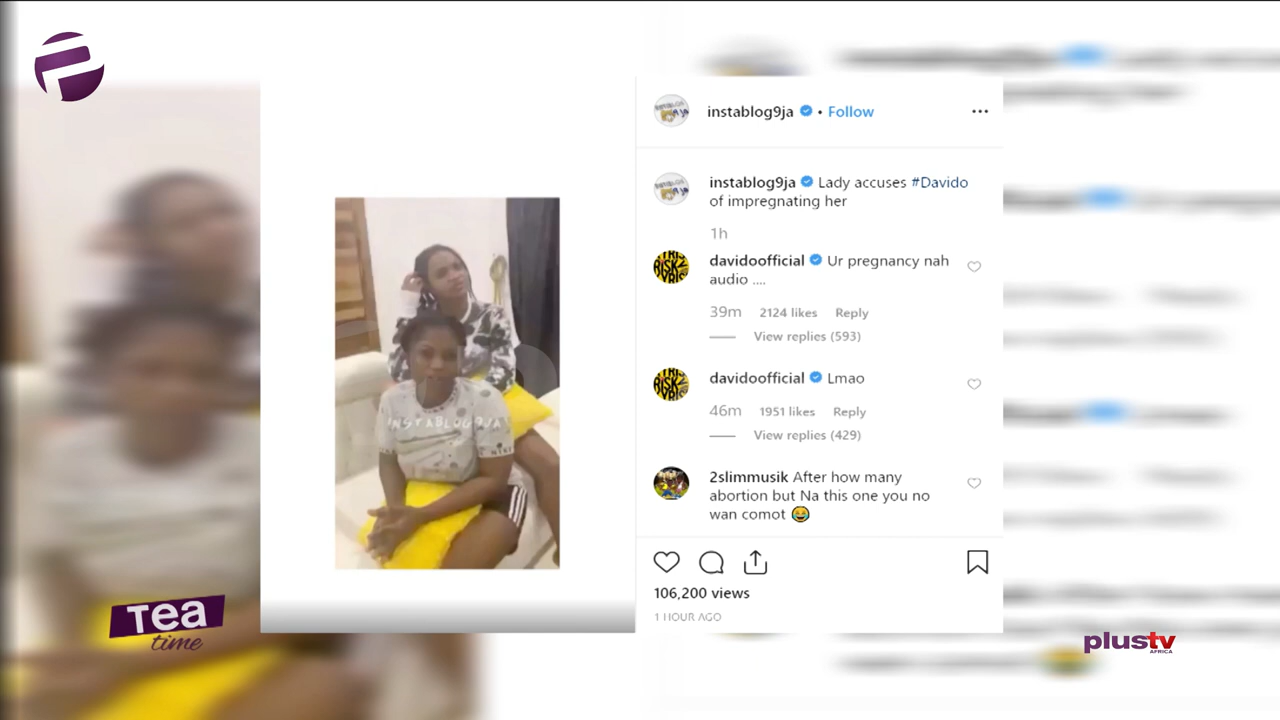 instablog9ja • Follow
instablog9ja Lady accuses #Davido
of impregnating her
1h
davidoofficial Ur pregnancy nah
audio ....
39m 2124 likes Reply
View replies (593)
davidoofficial Lmao
46m 1951 likes Reply
View replies (429)
2slimmusik After how many
abortion but Na this one you no
wan comot 😂
106,200 views
1 HOUR AGO
INSTABLOG9JA
Tea
time
plustv
AFRICA